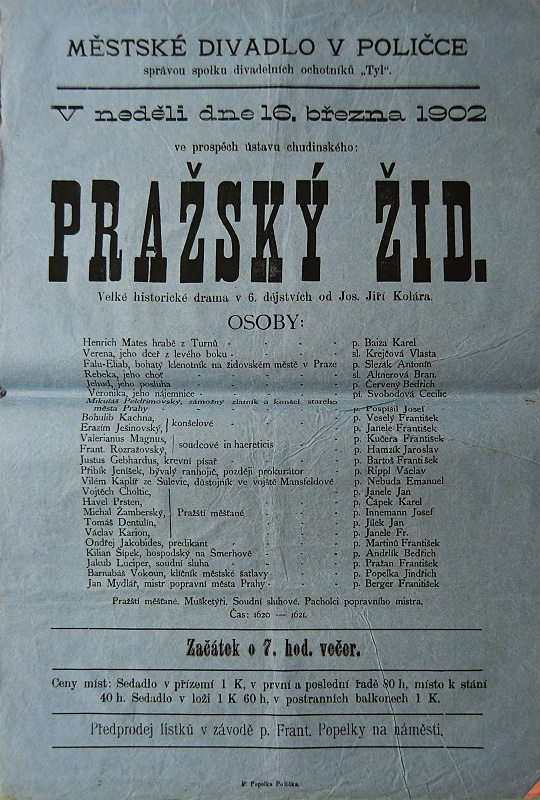 MĚSTSKÉ DIVADLO V POLIČCE
správou spolku divadelních ochotníků „Tyl".
V neděli dne 16. března 1902
ve prospěch ústavu chudinského:
PRAŽSKÝ ŽID.
Velké historické drama v 6. dějstvích od Jos. Jiří Kolára.
OSOBY:
Henrich Mates hrabě z Turnů - - - - p. Baiza Karel
Verena, jeho dceř z levého boku - - - - sl. Krejčová Vlasta
Falu-Eliab, bohatý klenotník na židovském městě v Praze p. Slezák Antonín
Rebeka, jeho choť - - - - sl. Altnerová Bran.
Jehud, jeho posluha - - - - p. Červený Bedřich
Veronika, jeho nájemnice - - - - pí. Svobodová Cecilie
Mikuláš Peldřimovský, zámožný zlatník a konšel starého
města Prahy - - - - p. Pospíšil Josef
Bohulib Kachna, } konšelové - - - - p. Veselý František
Erazím Ješinovský, p. Janele František
Valerianus Magnus, } soudcové in haereticis - - p. Kučera František
Frant. Rozražovský, p. Hamzík Jaroslav
Justus Gebhardus, krevní písař - - - - p. Bartoš František
Přibík Jeníšek, bývalý ranhojič, později prokurátor - - p. Rippl Václav
Vilém Kaplíř ze Sulevic, důstojník ve vojště Mansfeldově p. Nebuda Emanuel
Vojtěch Choltic, p. Janele Jan
Havel Prsten, p. Čapek Karel
Michal Žamberský, } Pražští měšťané - - - p. Innemann Josef
Tomáš Dentulín, p. Jílek Jan
Václav Karion, p. Janele Fr.
Ondřej Jakobides, predikant - - - - p. Martinů František
Kilian Šípek, hospodský na Smerhově - - - p. Andrlík Bedřich
Jakub Luciper, soudní sluha - - - - p. Pražan František
Barnabáš Vokoun, klíčník městské šatlavy - - - p. Popelka Jindřich
Jan Mydlář, mistr popravní města Prahy - - - p. Berger František
Pražští měšťané. Mušketýři. Soudní sluhové. Pacholci popravního mistra.
Čas: 1620 — 1621.
Začátek o 7. hod. večer.
Ceny míst: Sedadlo v přízemí 1 K, v první a poslední řadě 80 h, místo k stání
40 h. Sedadlo v loži 1 K 60 h, v postranních balkonech 1 K.
Předprodej lístků v závodě p. Frant. Popelky na náměstí.
F. Popelka Polička.